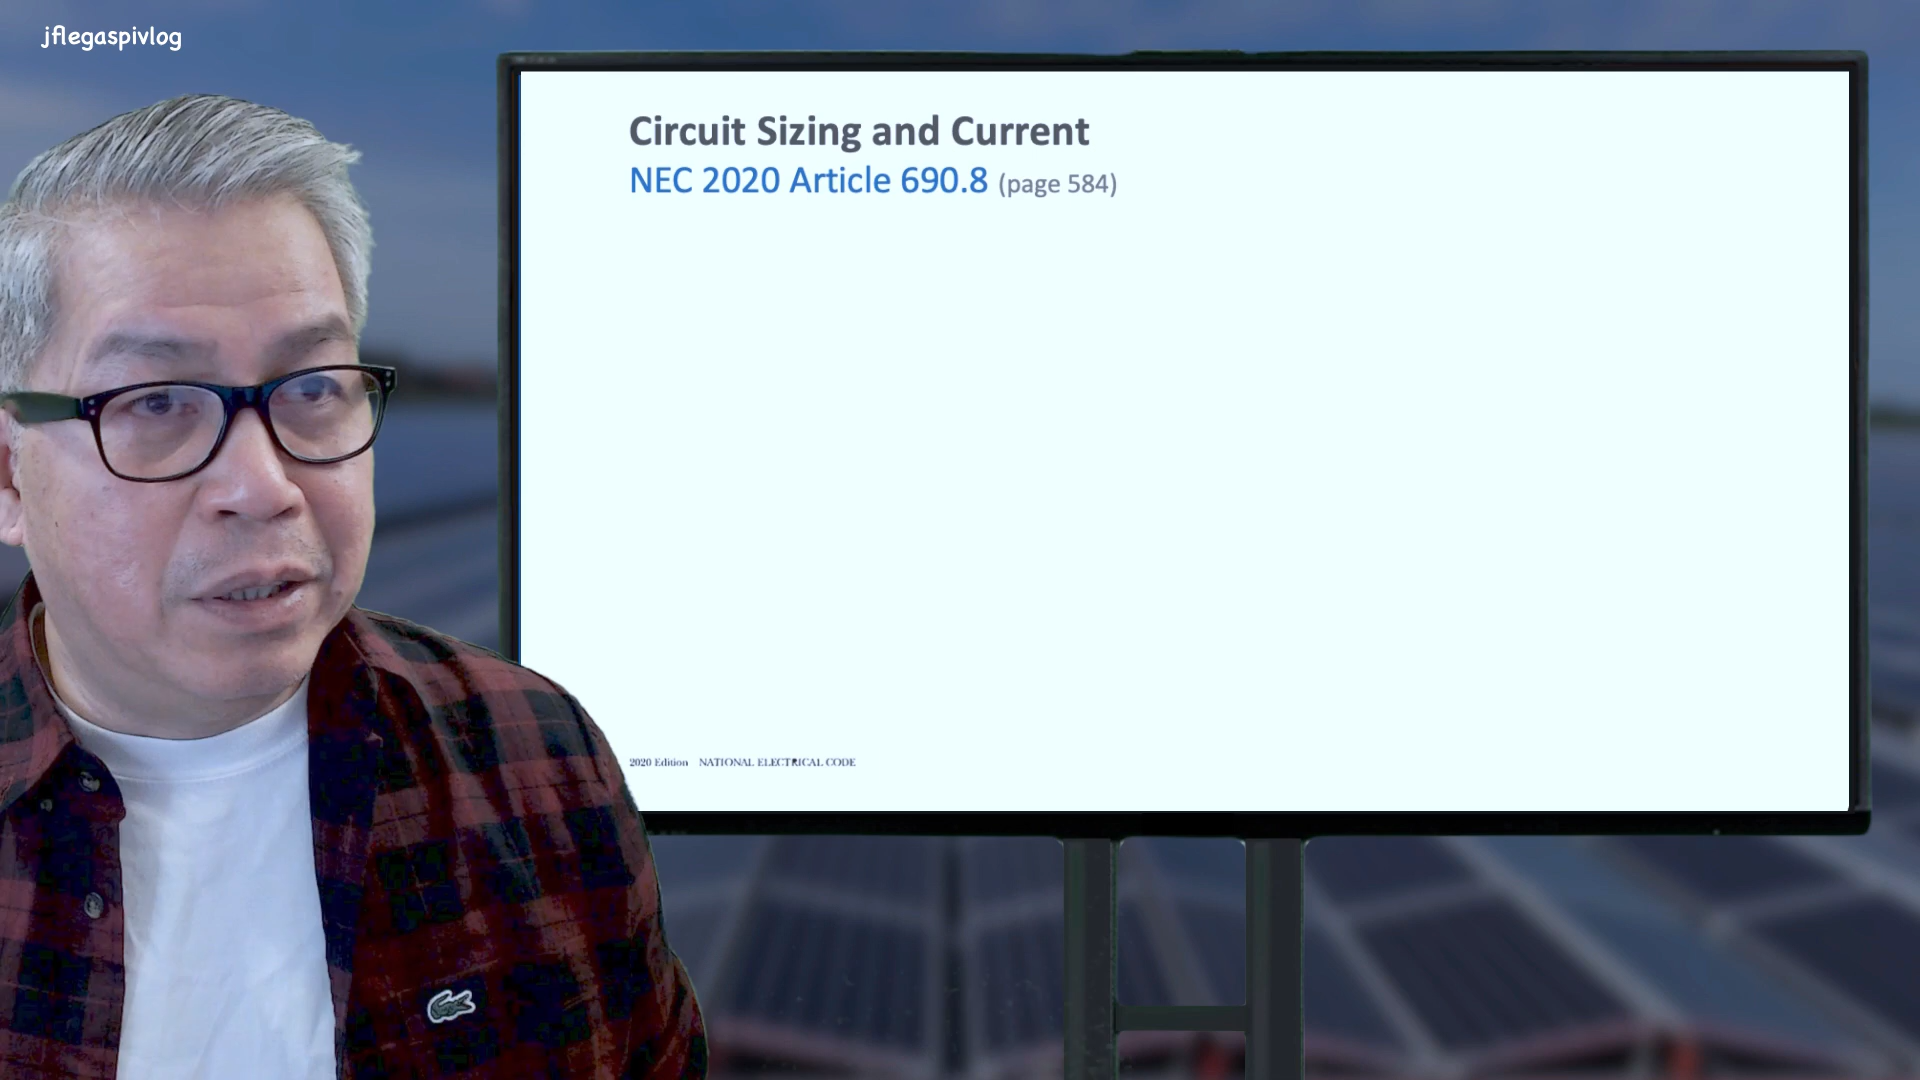 jflegaspivlog
Circuit Sizing and Current
NEC 2020 Article 690.8 (page 584)
2020 Edition NATIONAL ELECTRICAL CODE